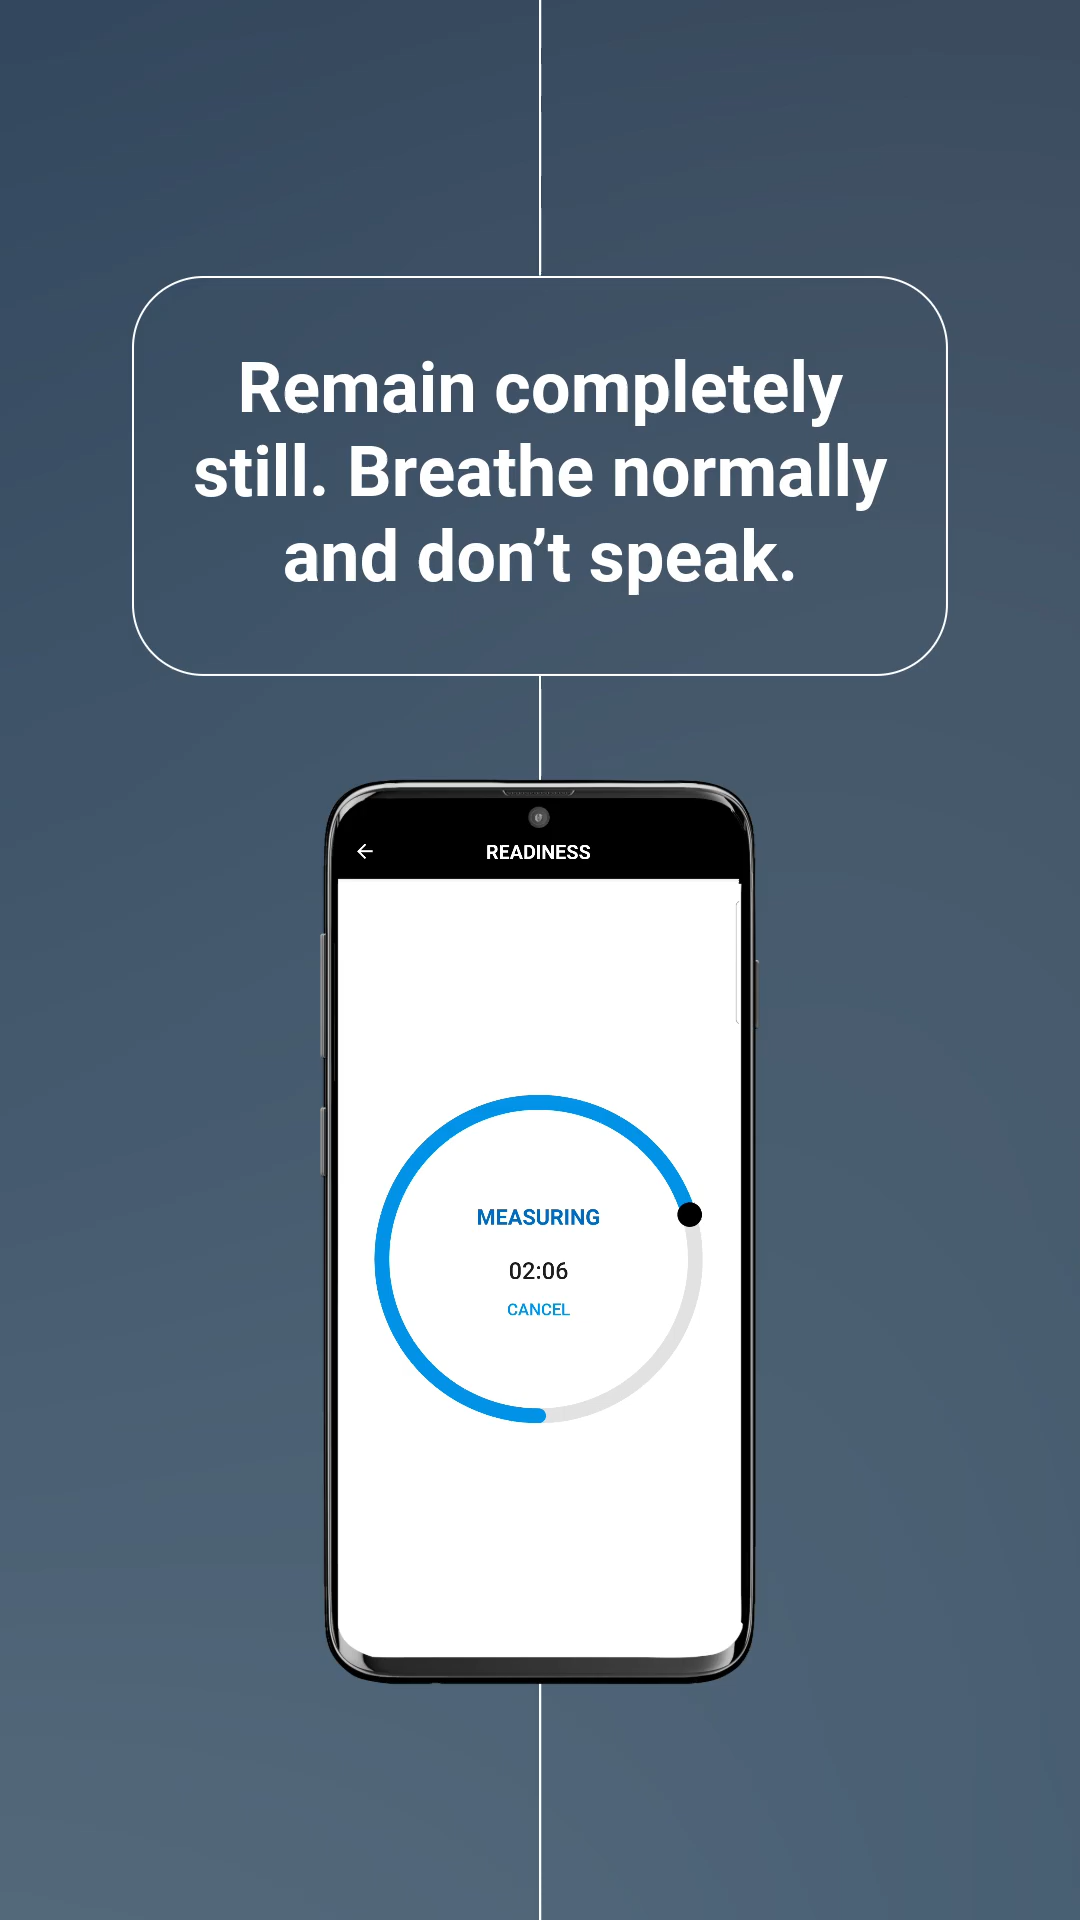 Remain completely
still. Breathe normally
and don’t speak.
READINESS
MEASURING
02:06
CANCEL